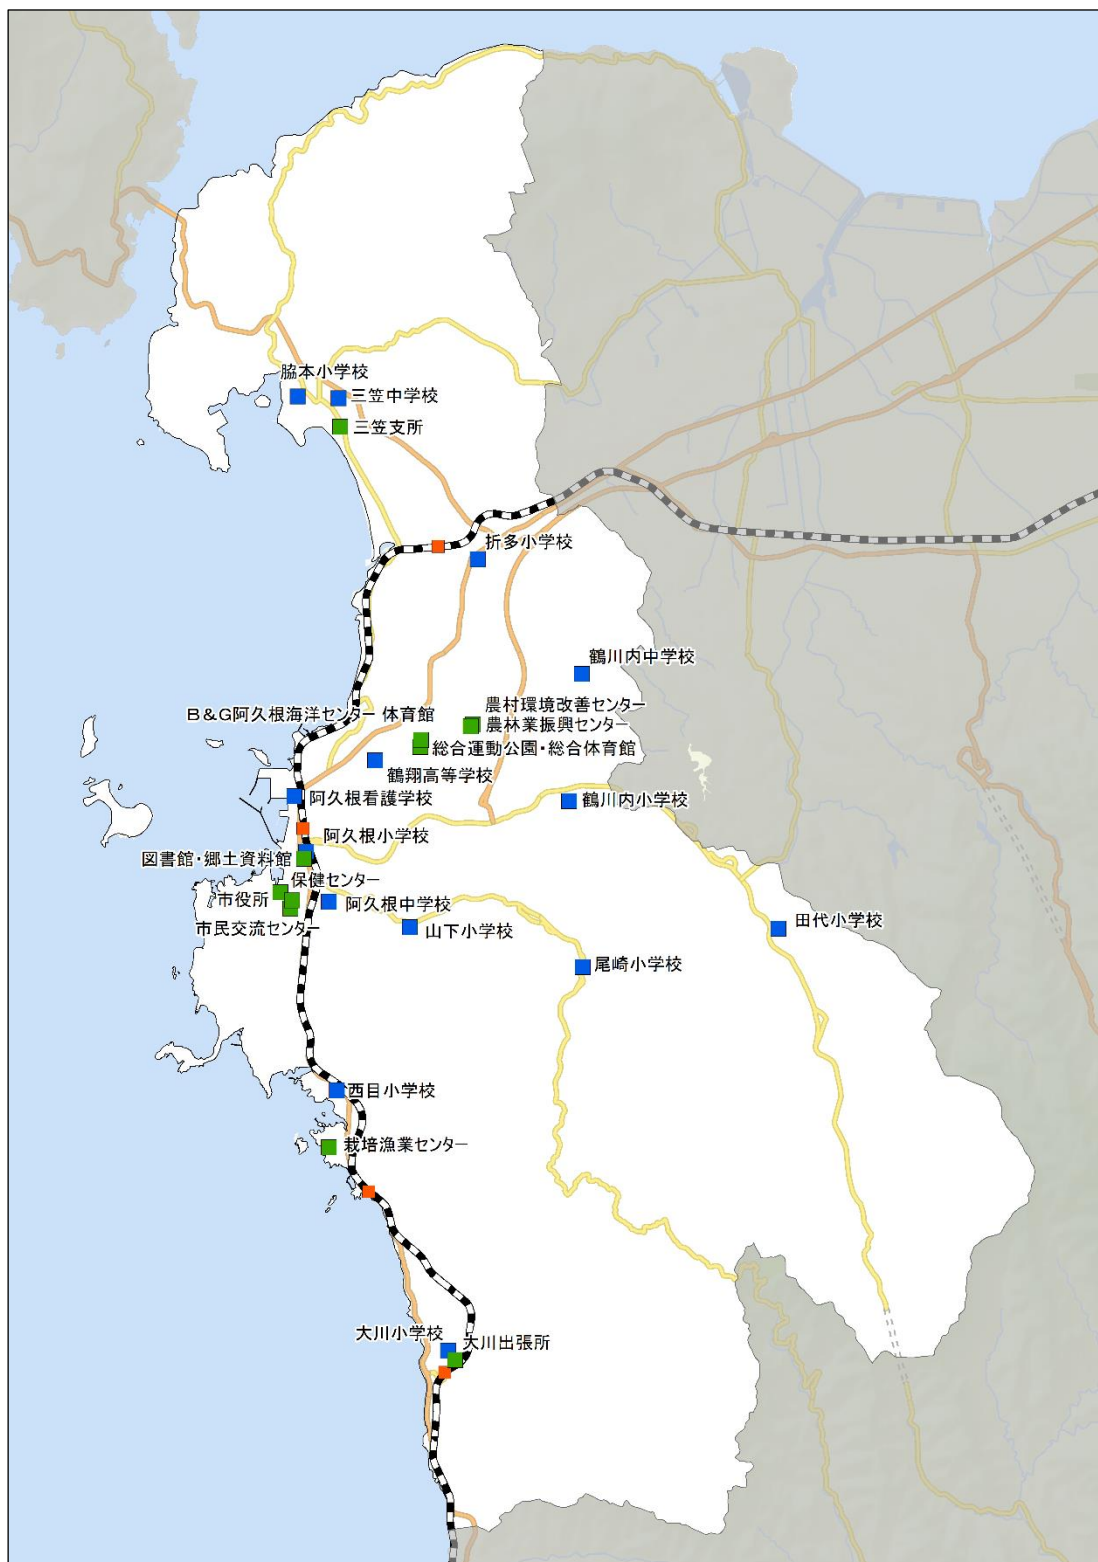 脇本小学校
三笠中学校
三笠支所
折多小学校
鶴川内中学校
農村環境改善センター
B&G阿久根海洋センター 体育館
農林業振興センター
総合運動公園・総合体育館
鶴翔高等学校
阿久根看護学校
鶴川内小学校
阿久根小学校
図書館・郷土資料館
保健センター
市役所
阿久根中学校
市民交流センター
山下小学校
田代小学校
尾崎小学校
西目小学校
栽培漁業センター
大川小学校
大川出張所